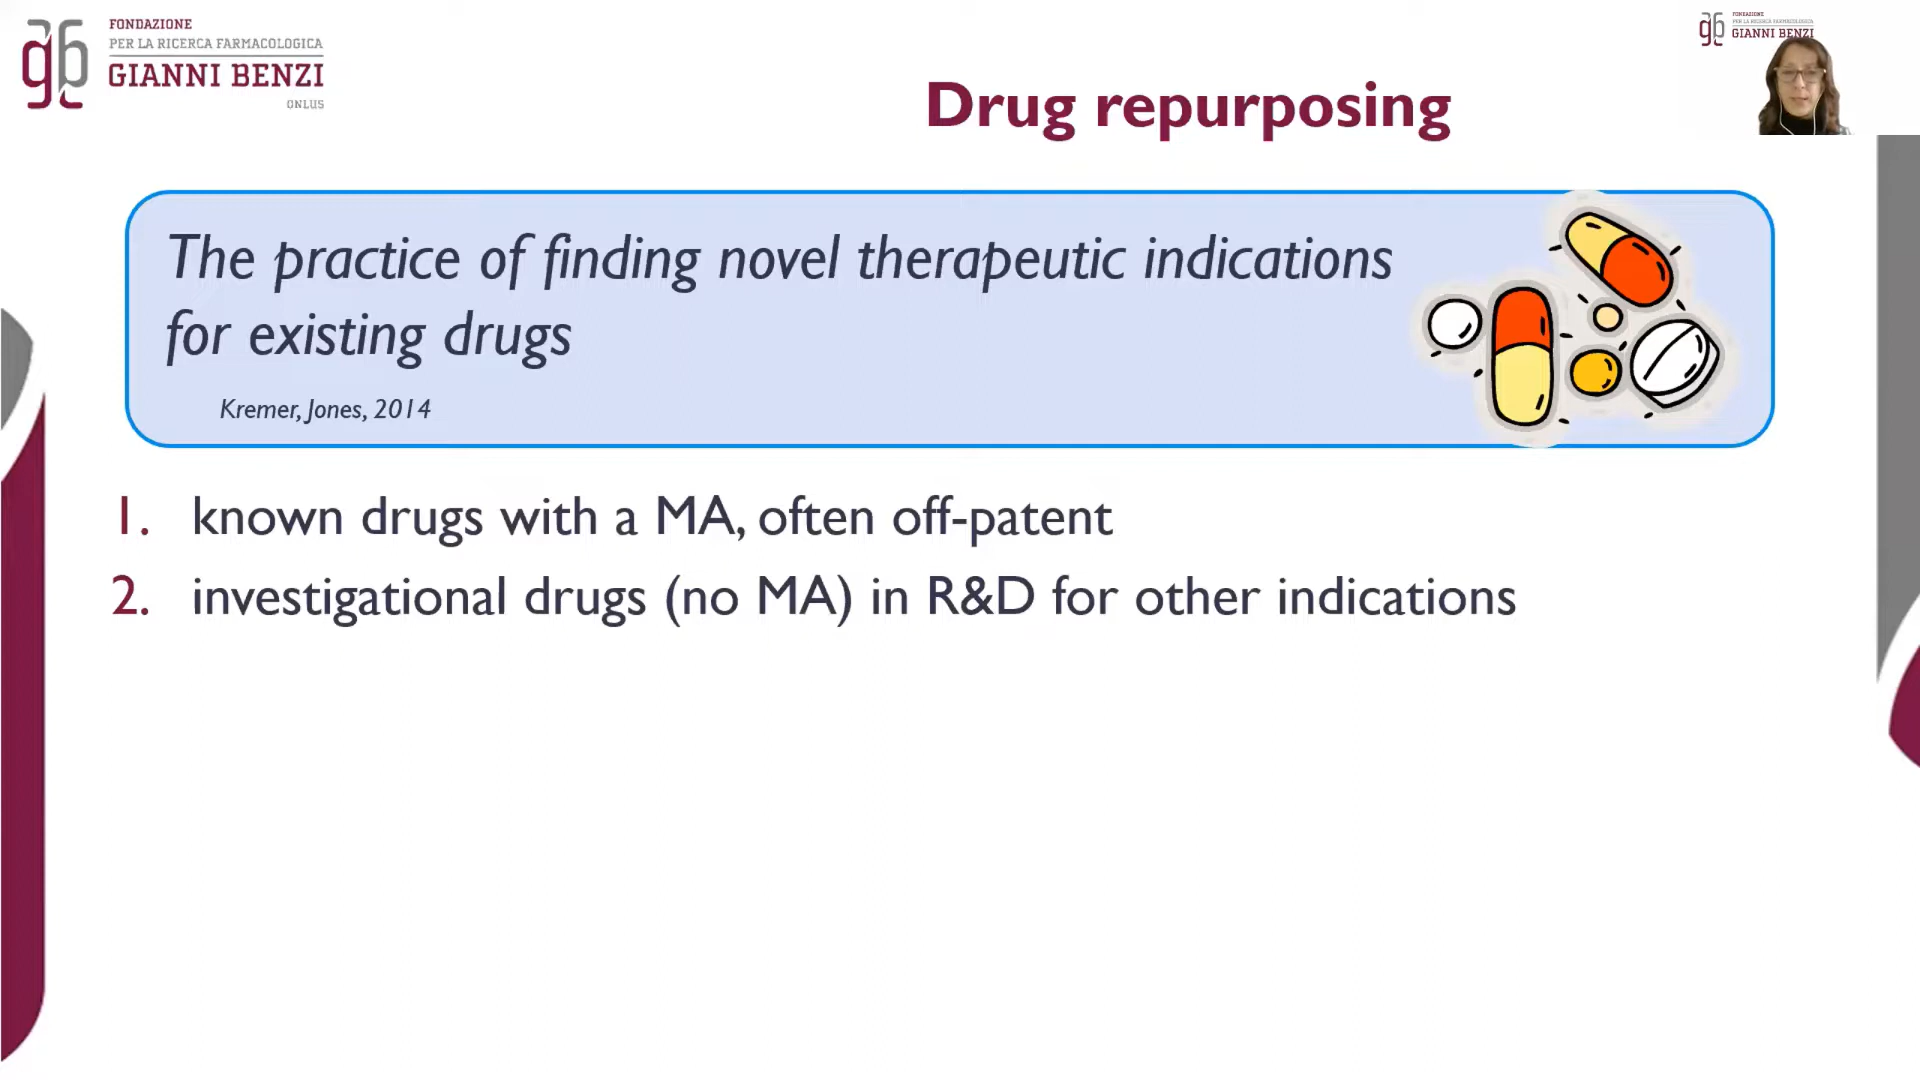 FONDAZIONE
PER LA RICERCA FARMACOLOGICA
GIANNI BENZI
ONLUS
FONDAZIONE
PER LA RICERCA FARMACOLOGICA
GIANNI BENZI
Drug repurposing
The practice of finding novel therapeutic indications
for existing drugs
Kremer, Jones, 2014
1. known drugs with a MA, often off-patent
2. investigational drugs (no MA) in R&D for other indications